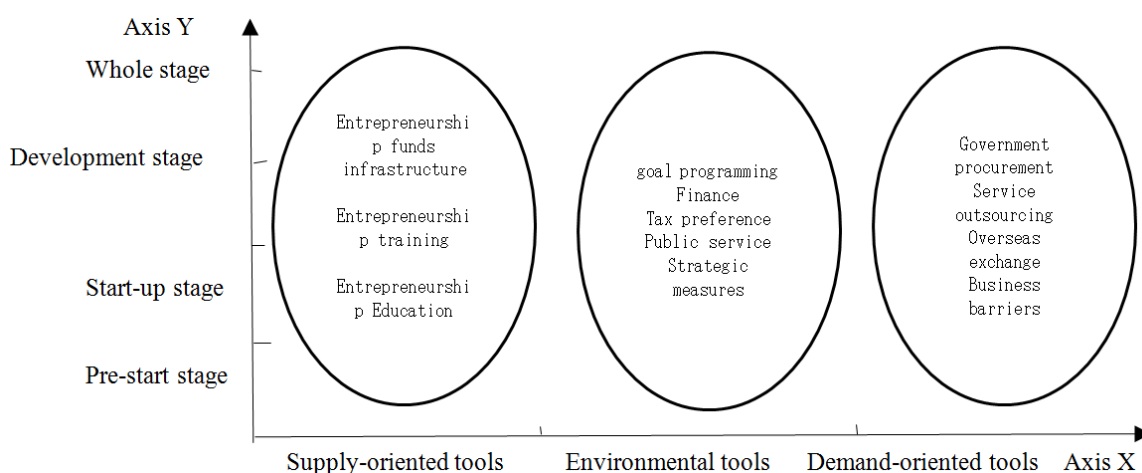 Axis Y
Whole stage
Development stage
Start-up stage
Pre-start stage
Entrepreneurshi
p funds
infrastructure
Entrepreneurshi
p training
Entrepreneurshi
p Education
goal programming
Finance
Tax preference
Public service
Strategic
measures
Government
procurement
Service
outsourcing
Overseas
exchange
Business
barriers
Supply-oriented tools
Environmental tools
Demand-oriented tools
Axis X